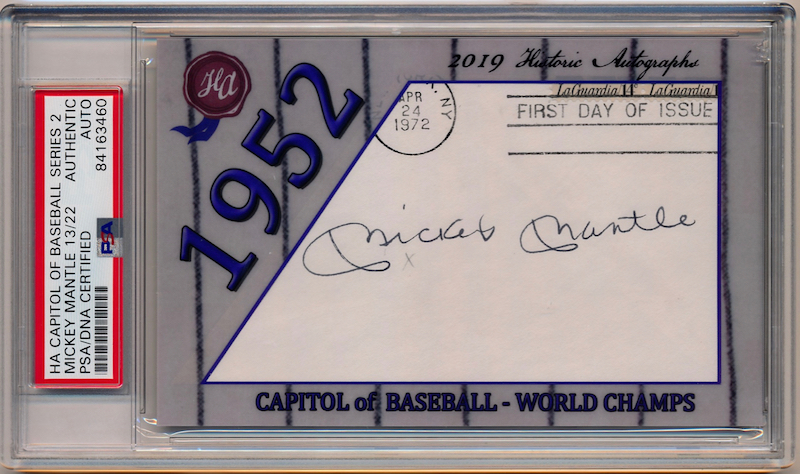 HA CAPITOL OF BASEBALL SERIES 2
MICKEY MANTLE 13/22 AUTHENTIC
PSA/DNA CERTIFIED AUTO
84163460
PSA
HA
1952
2019 Historic Autographs
LaGuardia 14¢ LaGuardia
NY
APR
24
1972
FIRST DAY OF ISSUE
Mickey Mantle
x
CAPITOL of BASEBALL - WORLD CHAMPS